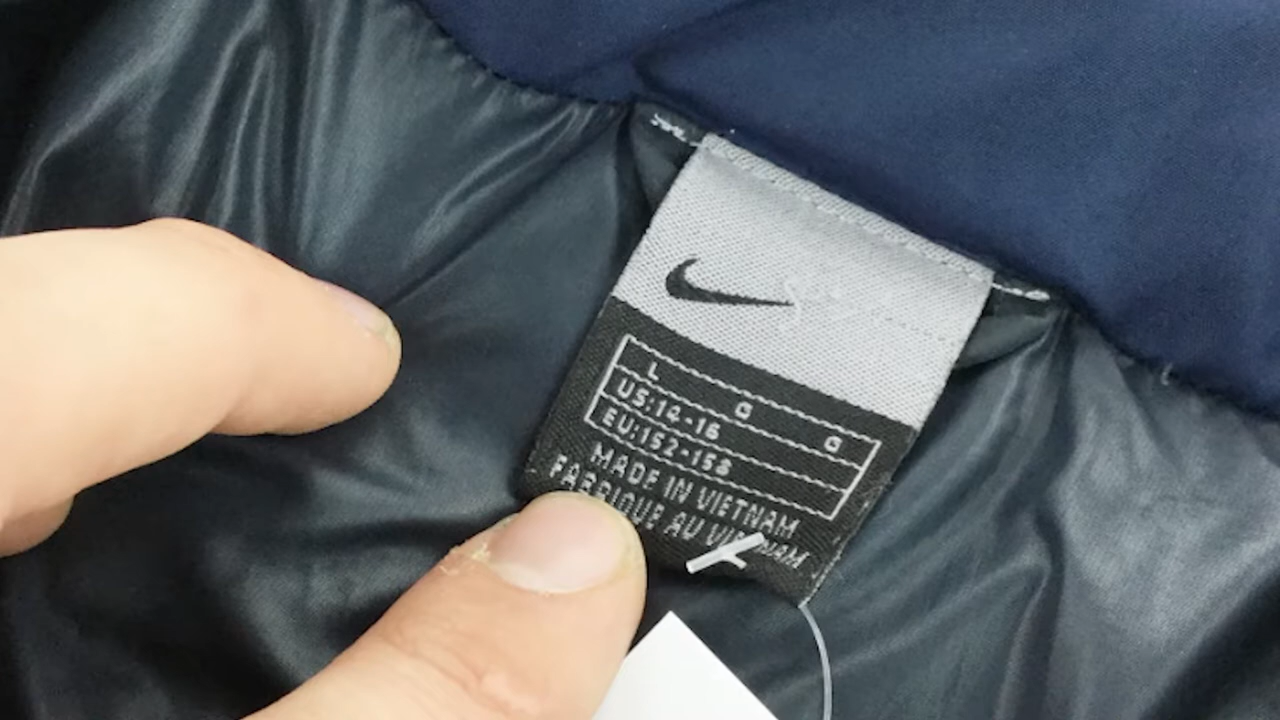 L G G
US:14-16
EU:152-158
MADE IN VIETNAM
FABRIQUE AU VIETNAM